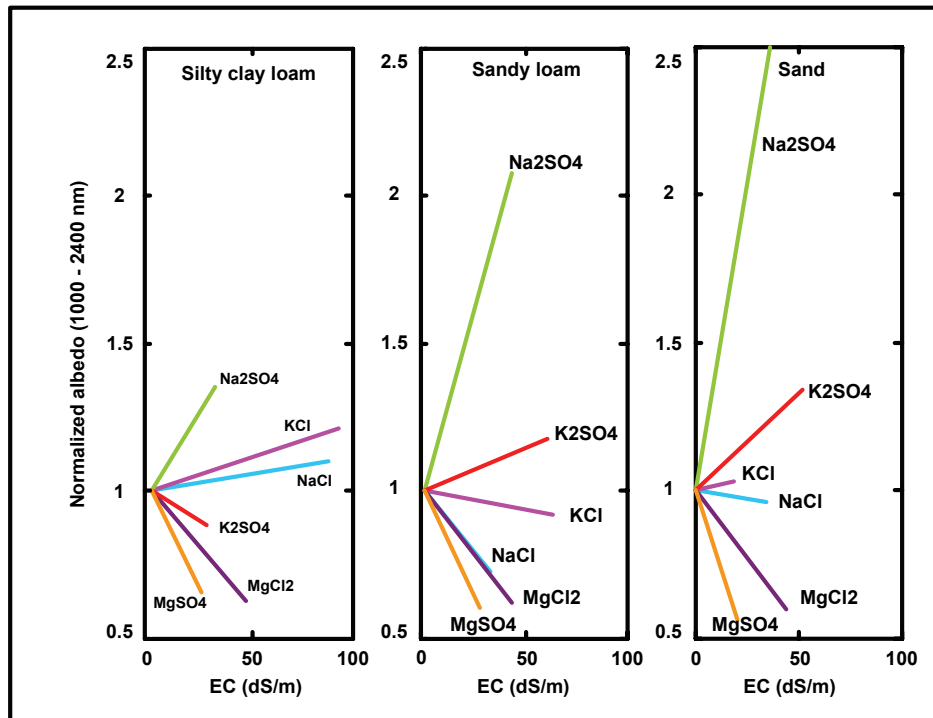 Normalized albedo (1000 - 2400 nm)
Silty clay loam
2.5
2
1.5
1
0.5
Na2SO4
KCl
NaCl
K2SO4
MgCl2
MgSO4
0
50
100
EC (dS/m)
Sandy loam
2.5
2
1.5
1
0.5
Na2SO4
K2SO4
KCl
NaCl
MgCl2
MgSO4
0
50
100
EC (dS/m)
Sand
2.5
2
1.5
1
0.5
Na2SO4
K2SO4
KCl
NaCl
MgCl2
MgSO4
0
50
100
EC (dS/m)